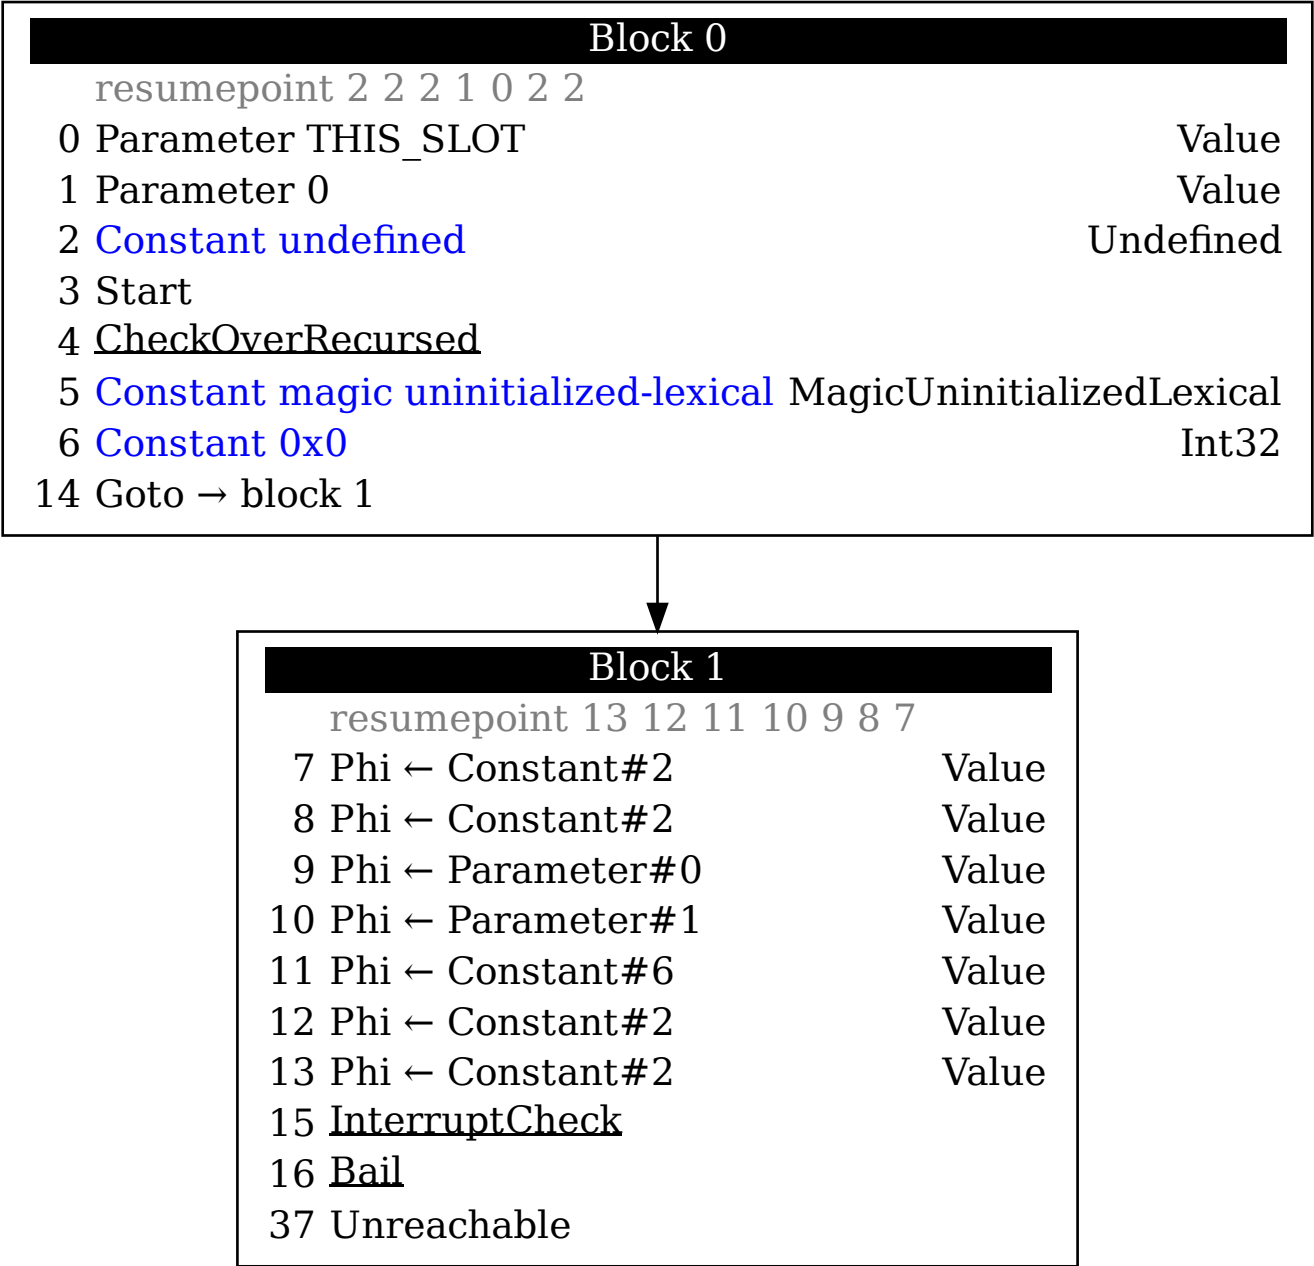 Block 0
resumepoint 2 2 2 1 0 2 2
0 Parameter THIS_SLOT Value
1 Parameter 0 Value
2 Constant undefined Undefined
3 Start
4 CheckOverRecursed
5 Constant magic uninitialized-lexical MagicUninitializedLexical
6 Constant 0x0 Int32
14 Goto → block 1
Block 1
resumepoint 13 12 11 10 9 8 7
7 Phi ← Constant#2 Value
8 Phi ← Constant#2 Value
9 Phi ← Parameter#0 Value
10 Phi ← Parameter#1 Value
11 Phi ← Constant#6 Value
12 Phi ← Constant#2 Value
13 Phi ← Constant#2 Value
15 InterruptCheck
16 Bail
37 Unreachable